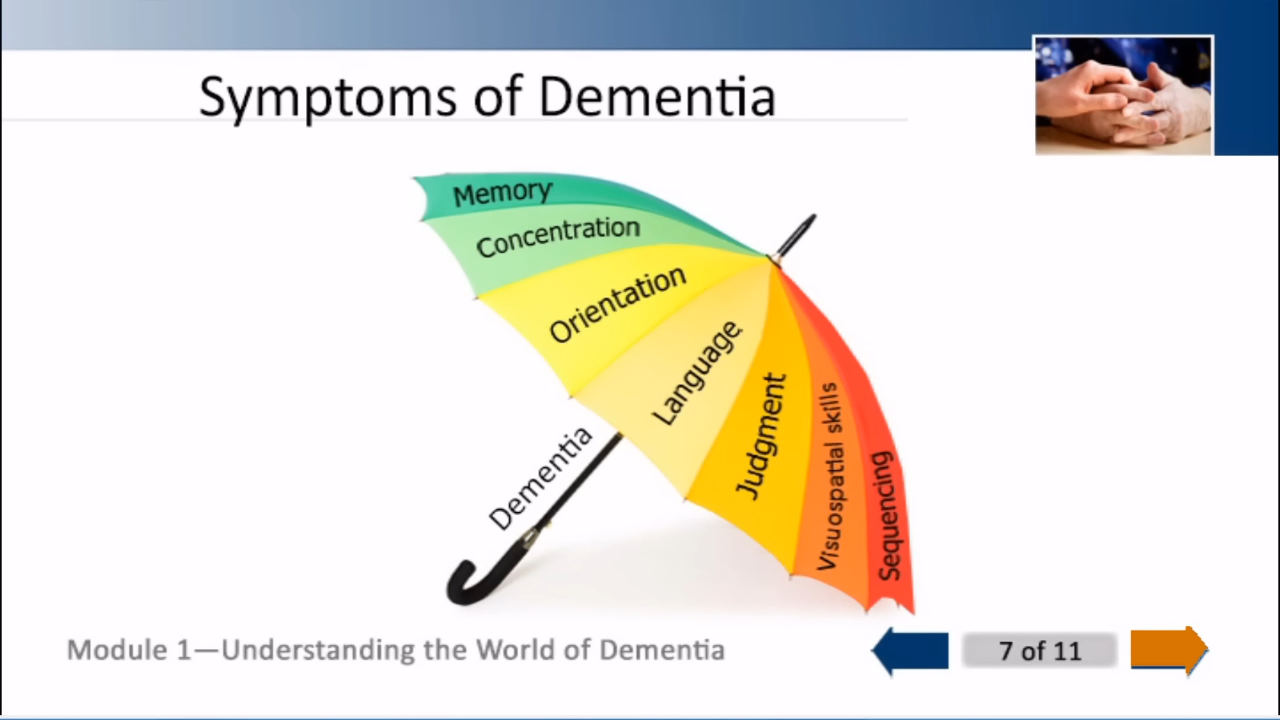 Symptoms of Dementia
Memory
Concentration
Orientation
Language
Judgment
Visuospatial skills
Sequencing
Dementia
Module 1—Understanding the World of Dementia
7 of 11